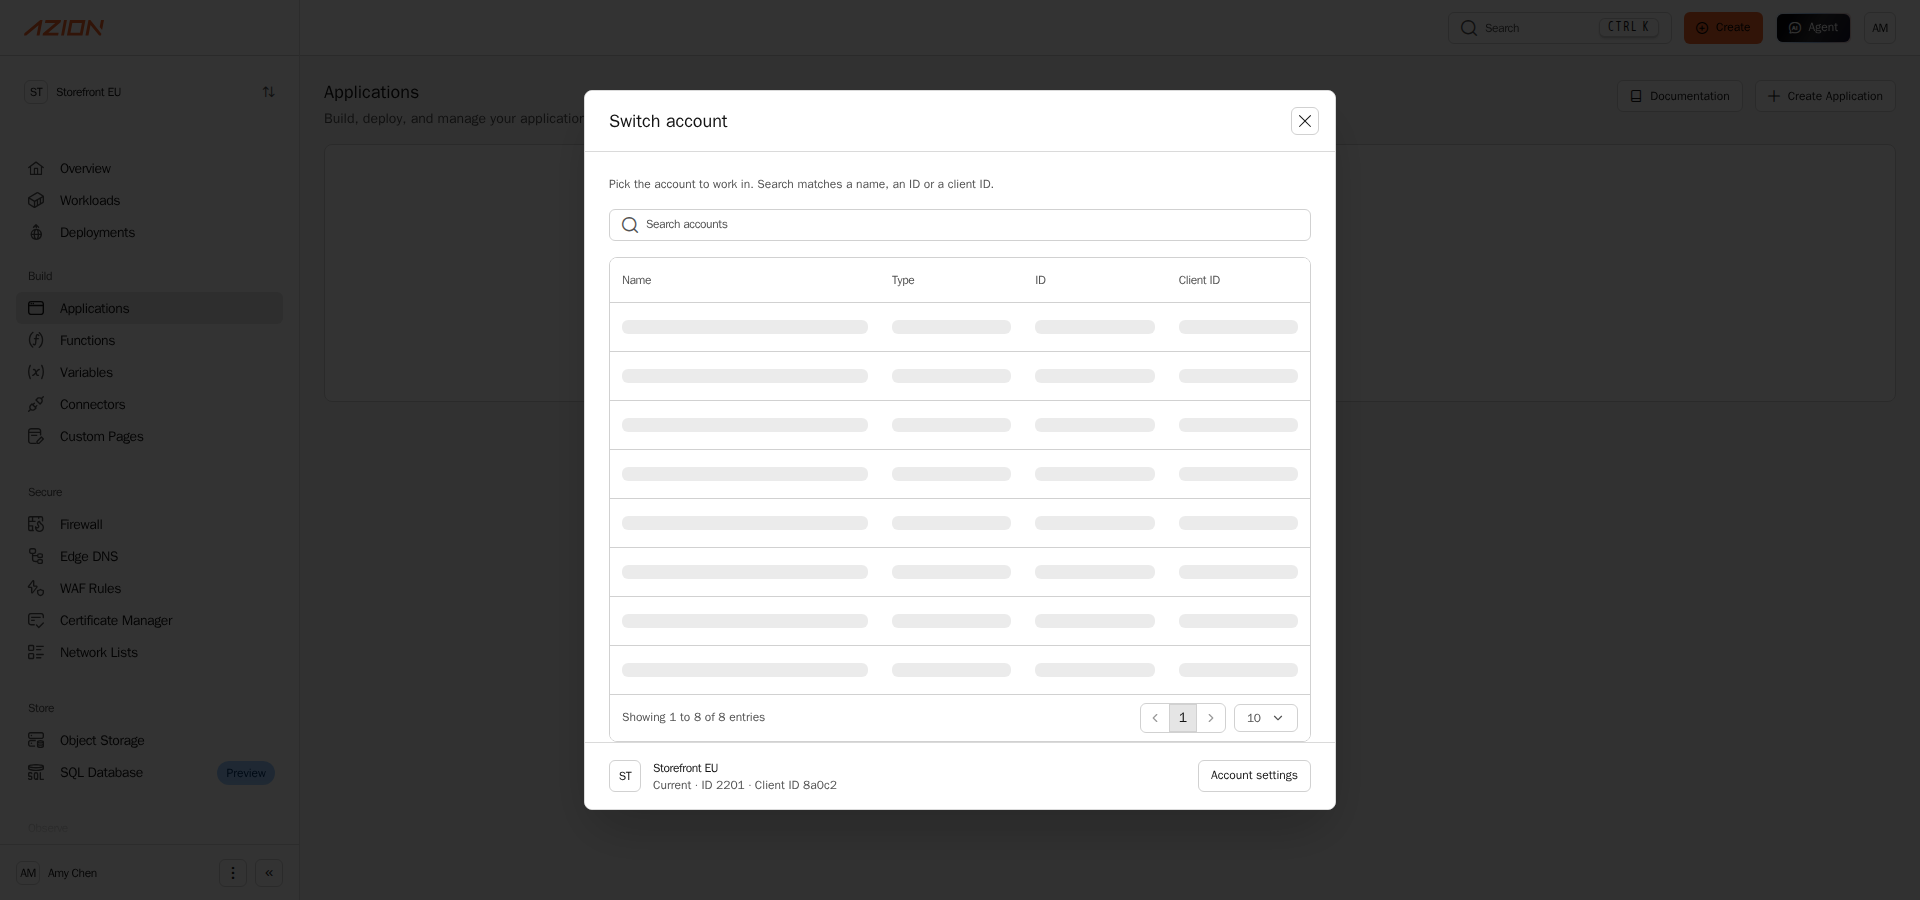 AZION
Search
CTRL K
Create
Agent
AM
ST
Storefront EU
Applications
Build, deploy, and manage your application
Documentation
Create Application
Overview
Workloads
Deployments
Build
Applications
Functions
Variables
Connectors
Custom Pages
Secure
Firewall
Edge DNS
WAF Rules
Certificate Manager
Network Lists
Store
Object Storage
SQL Database
Preview
Observe
AM
Amy Chen
Switch account
Pick the account to work in. Search matches a name, an ID or a client ID.
Search accounts
Name Type ID Client ID
Showing 1 to 8 of 8 entries
1
10
ST
Storefront EU
Current · ID 2201 · Client ID 8a0c2
Account settings